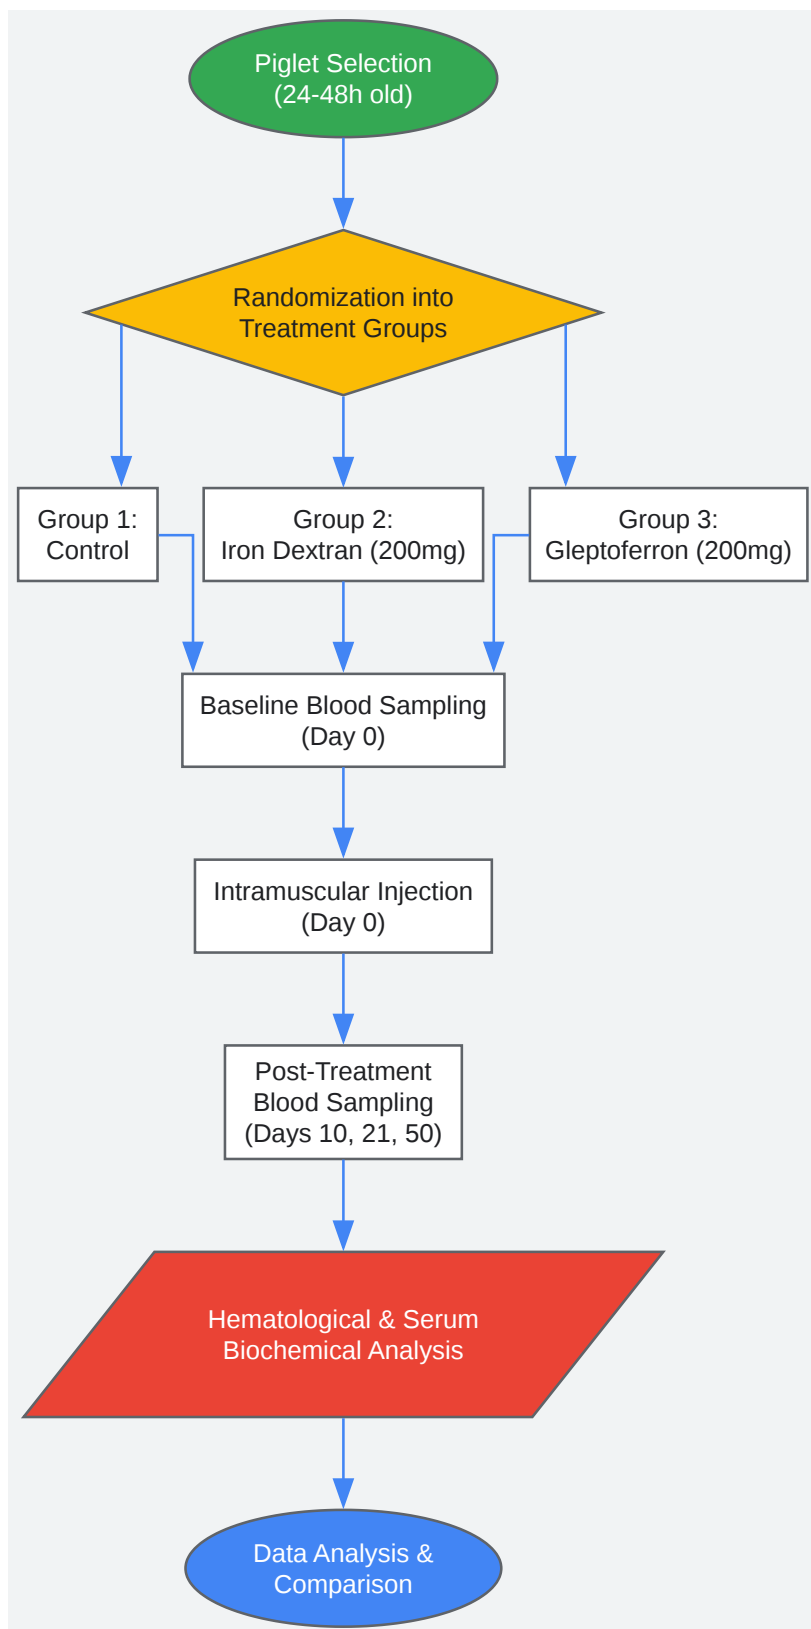 Piglet Selection
(24-48h old)
Randomization into
Treatment Groups
Group 1:
Control
Group 2:
Iron Dextran (200mg)
Group 3:
Gleptoferron (200mg)
Baseline Blood Sampling
(Day 0)
Intramuscular Injection
(Day 0)
Post-Treatment
Blood Sampling
(Days 10, 21, 50)
Hematological & Serum
Biochemical Analysis
Data Analysis &
Comparison